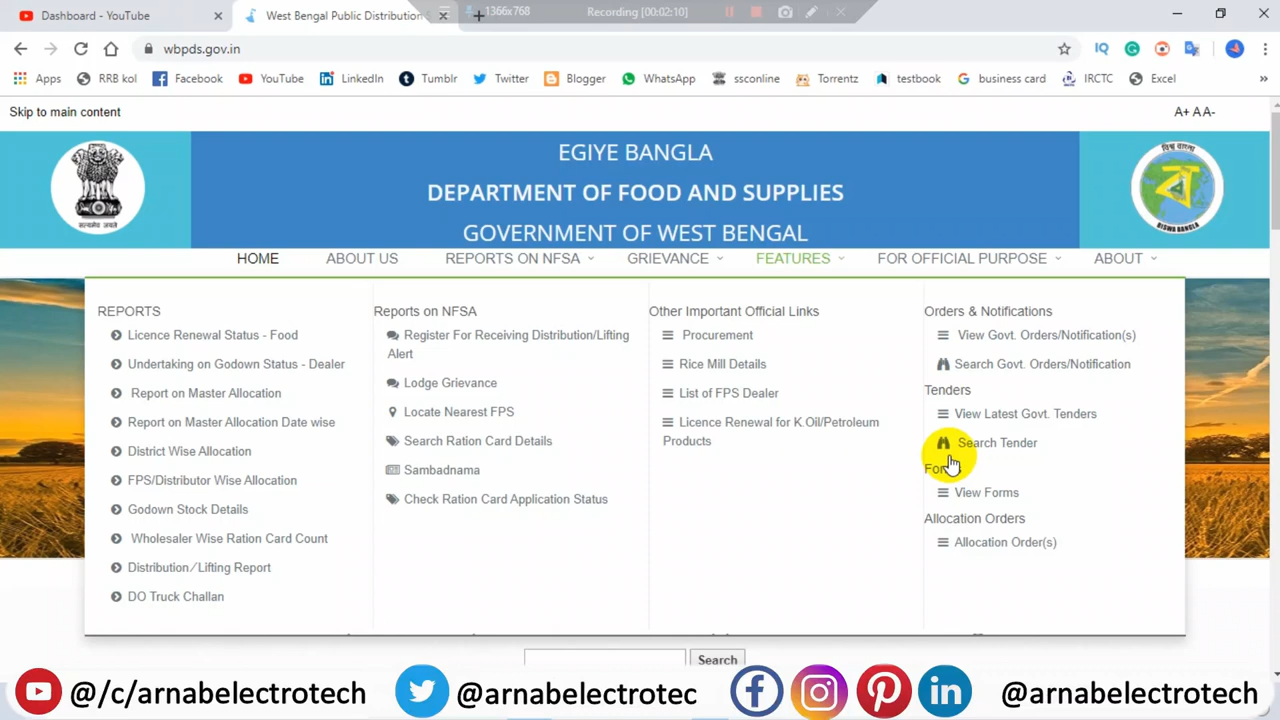 Dashboard - YouTube
West Bengal Public Distribution S
1366x768
Recording [00:02:10]
wbpds.gov.in
IQ
Apps
RRB kol
Facebook
YouTube
LinkedIn
Tumblr
Twitter
Blogger
WhatsApp
ssconline
Torrentz
testbook
business card
IRCTC
Excel
»
Skip to main content
A+ A A-
सत्यमेव जयते
EGIYE BANGLA
DEPARTMENT OF FOOD AND SUPPLIES
GOVERNMENT OF WEST BENGAL
বিশ্ব বাংলা
ব
BISWA BANGLA
HOME
ABOUT US
REPORTS ON NFSA
GRIEVANCE
FEATURES
FOR OFFICIAL PURPOSE
ABOUT
REPORTS
Licence Renewal Status - Food
Undertaking on Godown Status - Dealer
Report on Master Allocation
Report on Master Allocation Date wise
District Wise Allocation
FPS/Distributor Wise Allocation
Godown Stock Details
Wholesaler Wise Ration Card Count
Distribution/Lifting Report
DO Truck Challan
Reports on NFSA
Register For Receiving Distribution/Lifting
Alert
Lodge Grievance
Locate Nearest FPS
Search Ration Card Details
Sambadnama
Check Ration Card Application Status
Other Important Official Links
Procurement
Rice Mill Details
List of FPS Dealer
Licence Renewal for K.Oil/Petroleum
Products
Orders & Notifications
View Govt. Orders/Notification(s)
Search Govt. Orders/Notification
Tenders
View Latest Govt. Tenders
Search Tender
View Forms
Allocation Orders
Allocation Order(s)
Search
@/c/arnabelectrotech
@arnabelectrotec
@arnabelectrotech